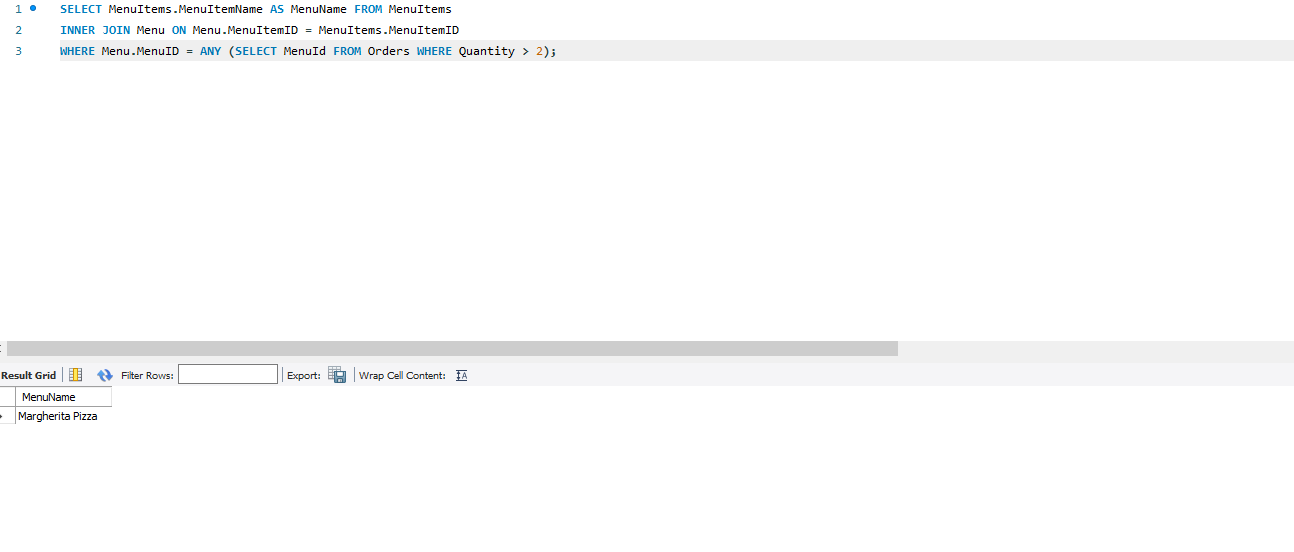 1 SELECT MenuItems.MenuItemName AS MenuName FROM MenuItems
2 INNER JOIN Menu ON Menu.MenuItemID = MenuItems.MenuItemID
3 WHERE Menu.MenuID = ANY (SELECT MenuId FROM Orders WHERE Quantity > 2);
Result Grid Filter Rows: Export: Wrap Cell Content: IA
MenuName
Margherita Pizza